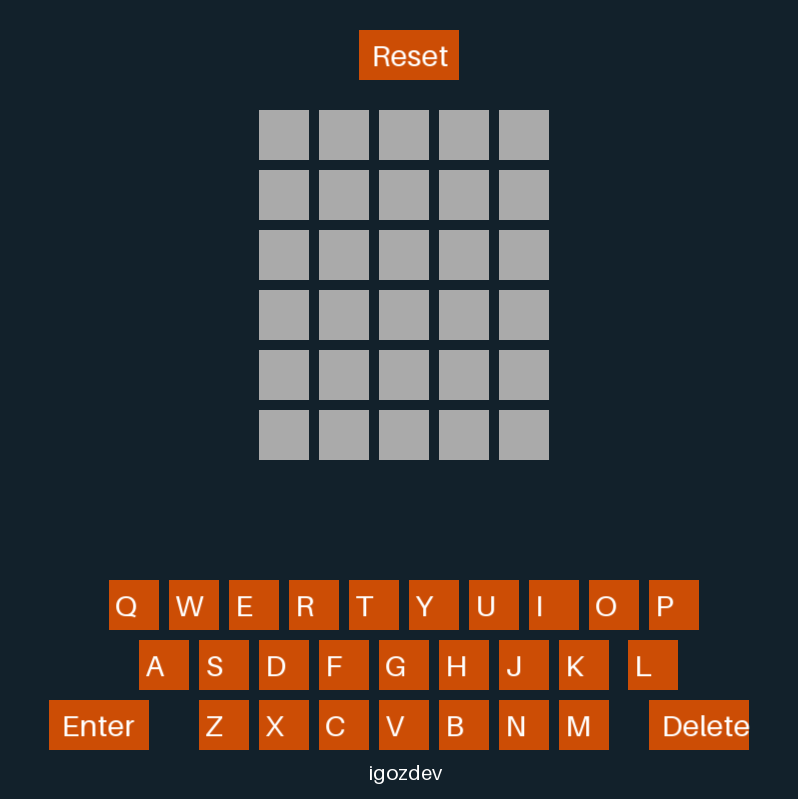 Reset
Q W E R T Y U I O P
A S D F G H J K L
Enter Z X C V B N M Delete
igozdev